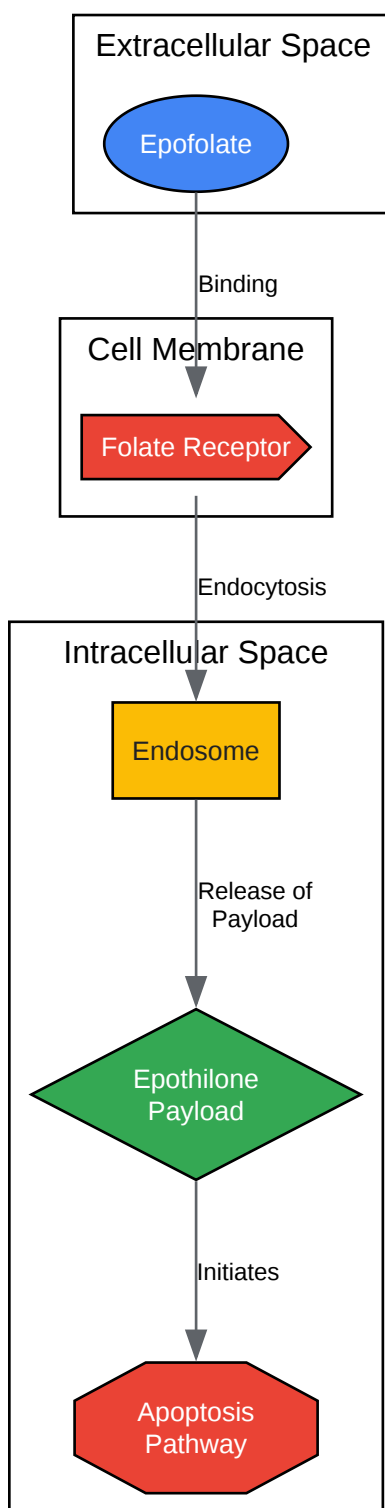 Extracellular Space
Epofolate
Binding
Cell Membrane
Folate Receptor
Endocytosis
Intracellular Space
Endosome
Release of
Payload
Epothilone
Payload
Initiates
Apoptosis
Pathway